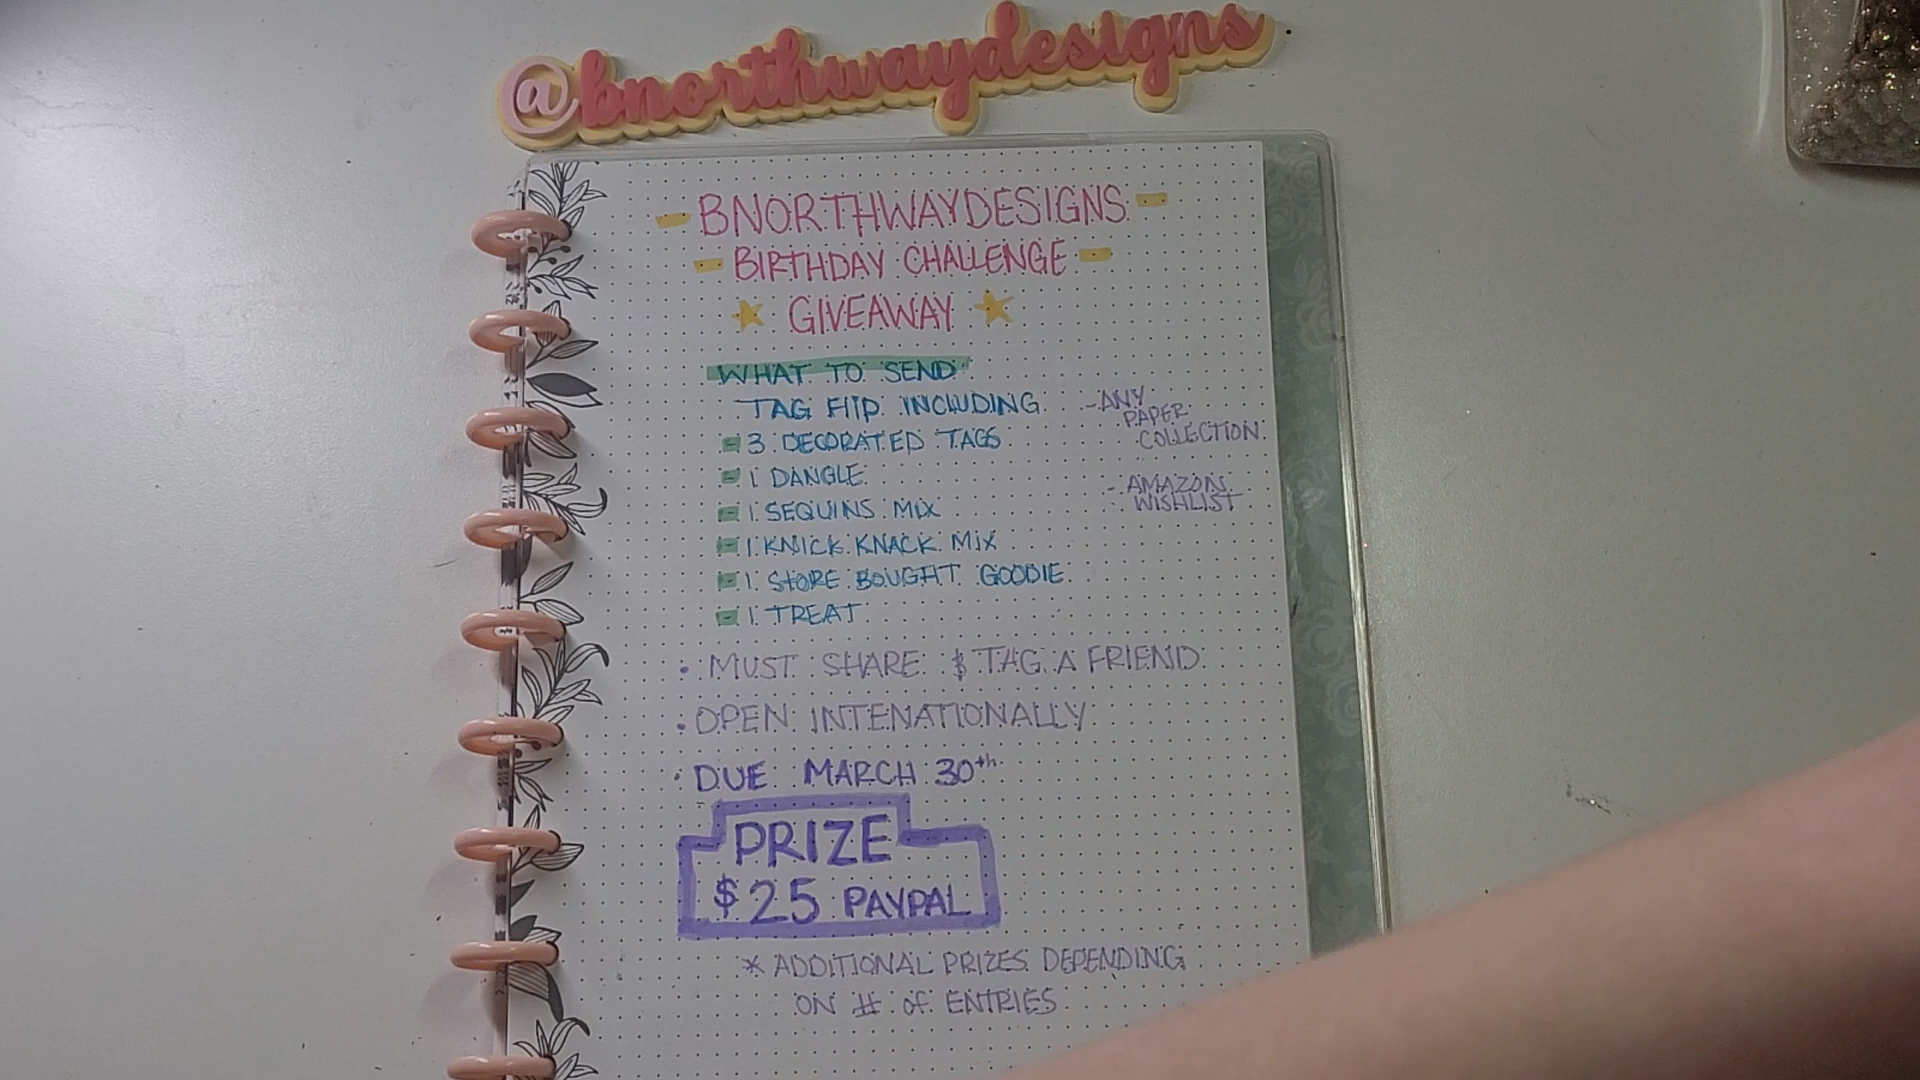 @bnorthwaydesigns
- BNORTHWAYDESIGNS -
- BIRTHDAY CHALLENGE -
GIVEAWAY
WHAT TO SEND
TAG FLIP INCLUDING
- 3 DECORATED TAGS
- 1 DANGLE
- 1 SEQUINS MIX
- 1 KNICK KNACK MIX
- 1 STORE BOUGHT GOODIE
- 1 TREAT
- ANY
PAPER
COLLECTION
- AMAZON
WISHLIST
• MUST SHARE & TAG A FRIEND
• OPEN INTENATIONALLY
• DUE MARCH 30th
PRIZE
$25 PAYPAL
* ADDITIONAL PRIZES DEPENDING
ON # of ENTRIES